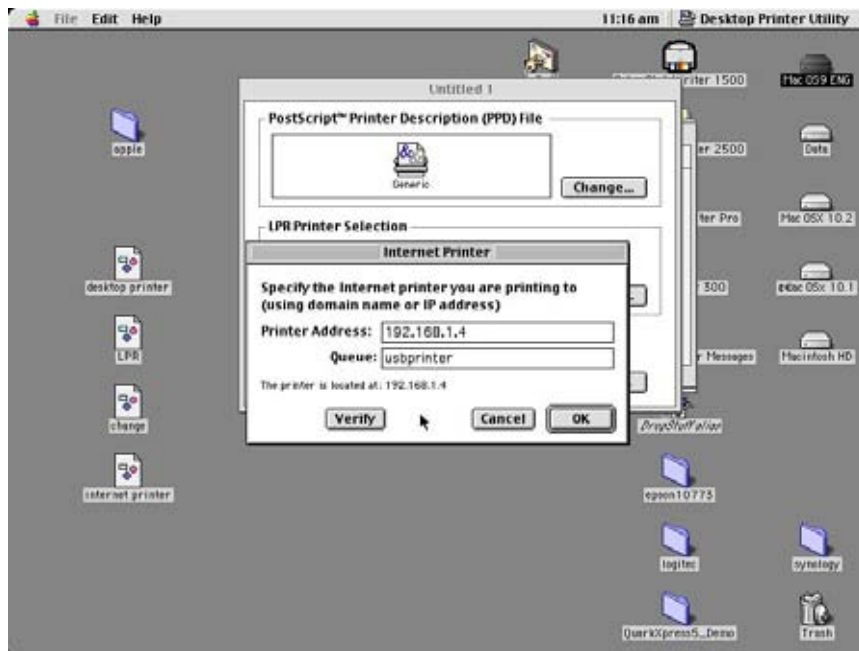 File Edit Help
11:16 am Desktop Printer Utility
Untitled 1
riter 1500
Mac OS9 ENG
PostScript™ Printer Description (PPD) File
apple
er 2500
Data
Generic
Change...
LPR Printer Selection
ter Pro
Mac OSX 10.2
Internet Printer
desktop printer
Specify the Internet printer you are printing to
(using domain name or IP address)
300
10.1
Printer Address: 192.168.1.4
LPR
Queue: usbprinter
r Messages
Macintosh HD
The printer is located at: 192.168.1.4
Verify
Cancel
OK
change
DropStuff alias
internet printer
epson10773
logitec
synology
QuarkXpress5_Demo
Trash